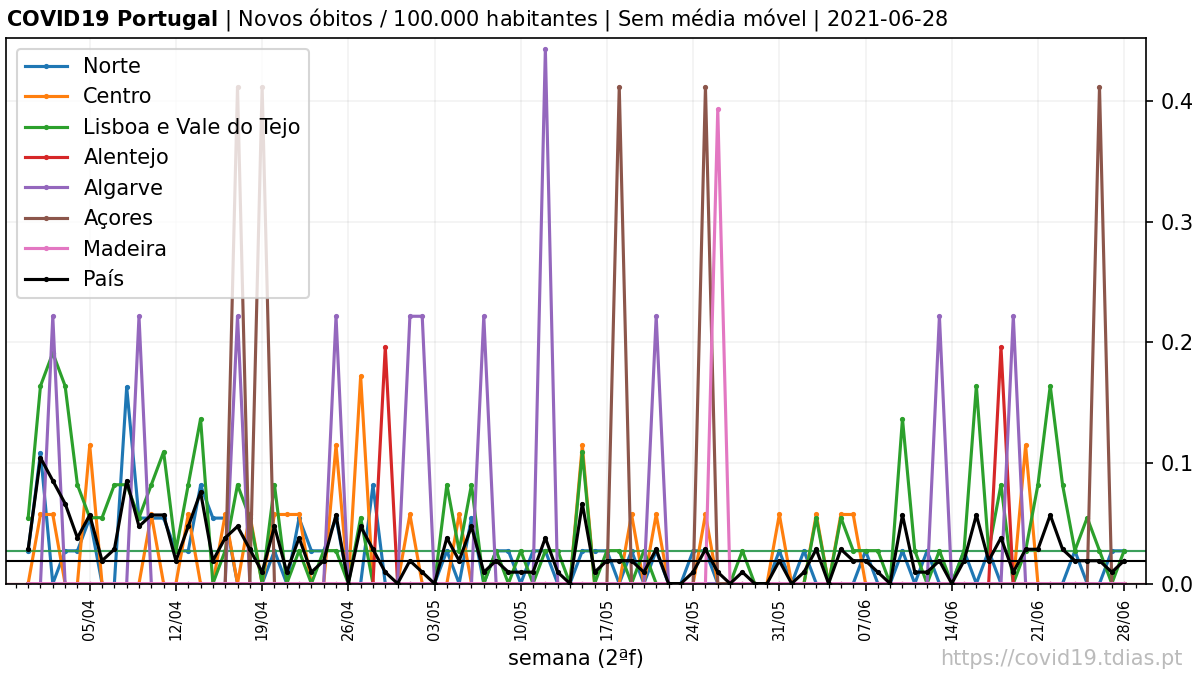 COVID19 Portugal | Novos óbitos / 100.000 habitantes | Sem média móvel | 2021-06-28
Norte
Centro
Lisboa e Vale do Tejo
Alentejo
Algarve
Açores
Madeira
País
0.4
0.3
0.2
0.1
0.0
05/04 12/04 19/04 26/04 03/05 10/05 17/05 24/05 31/05 07/06 14/06 21/06 28/06
semana (2ªf)
https://covid19.tdias.pt